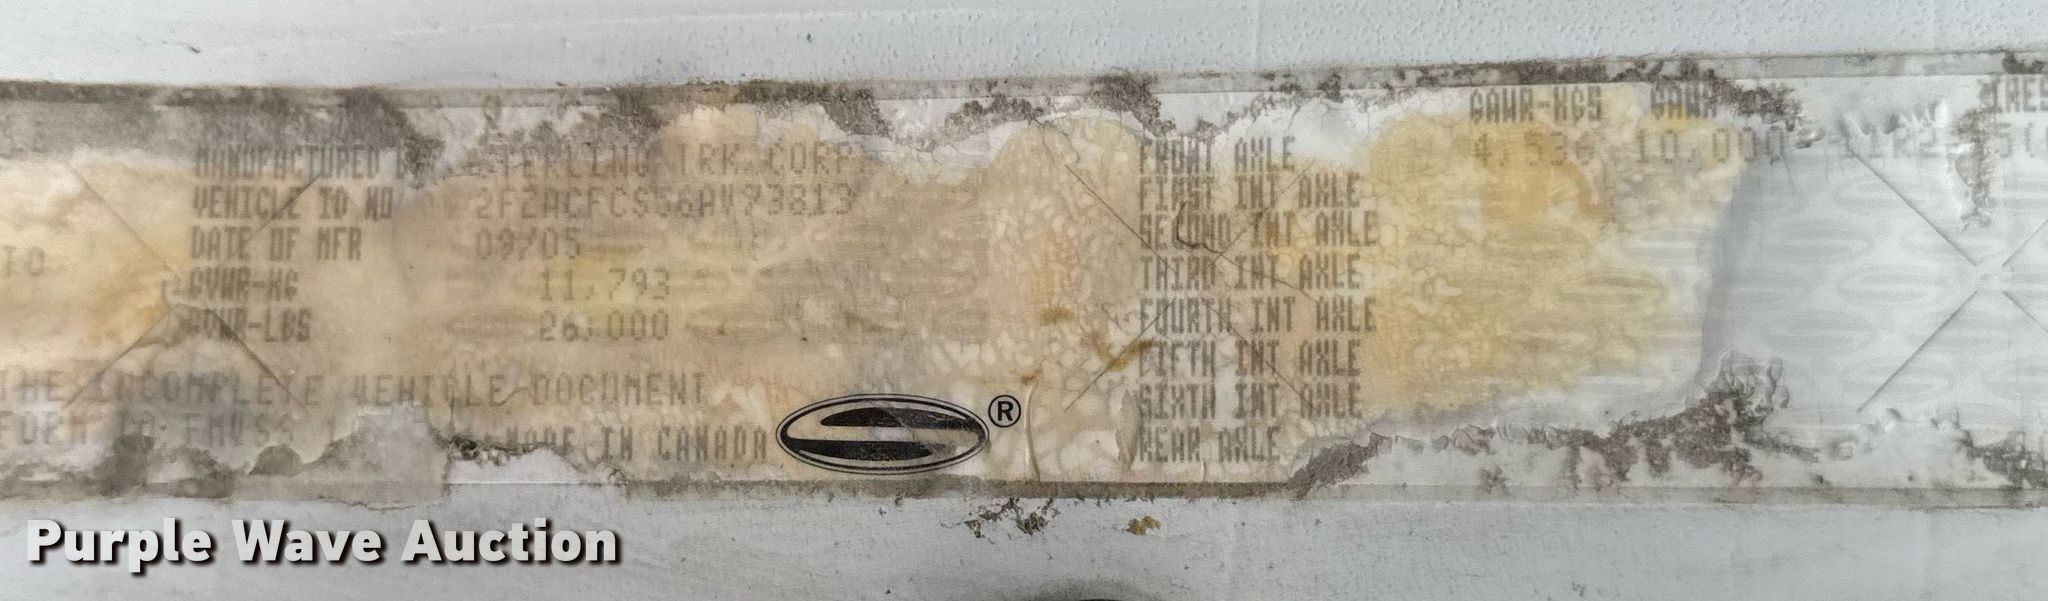 GAWR-KGS GAWR
MANUFACTURED BY STERLING TRK CORP FRONT AXLE 4,536 10,000
VEHICLE ID NO 2FZACFCS56AV73813 FIRST INT AXLE
DATE OF MFR 09/05 SECOND INT AXLE
GVWR-KG 11,793 THIRD INT AXLE
GVWR-LBS 26,000 FOURTH INT AXLE
FIFTH INT AXLE
THE INCOMPLETE VEHICLE DOCUMENT SIXTH INT AXLE
MADE IN CANADA ® REAR AXLE
Purple Wave Auction